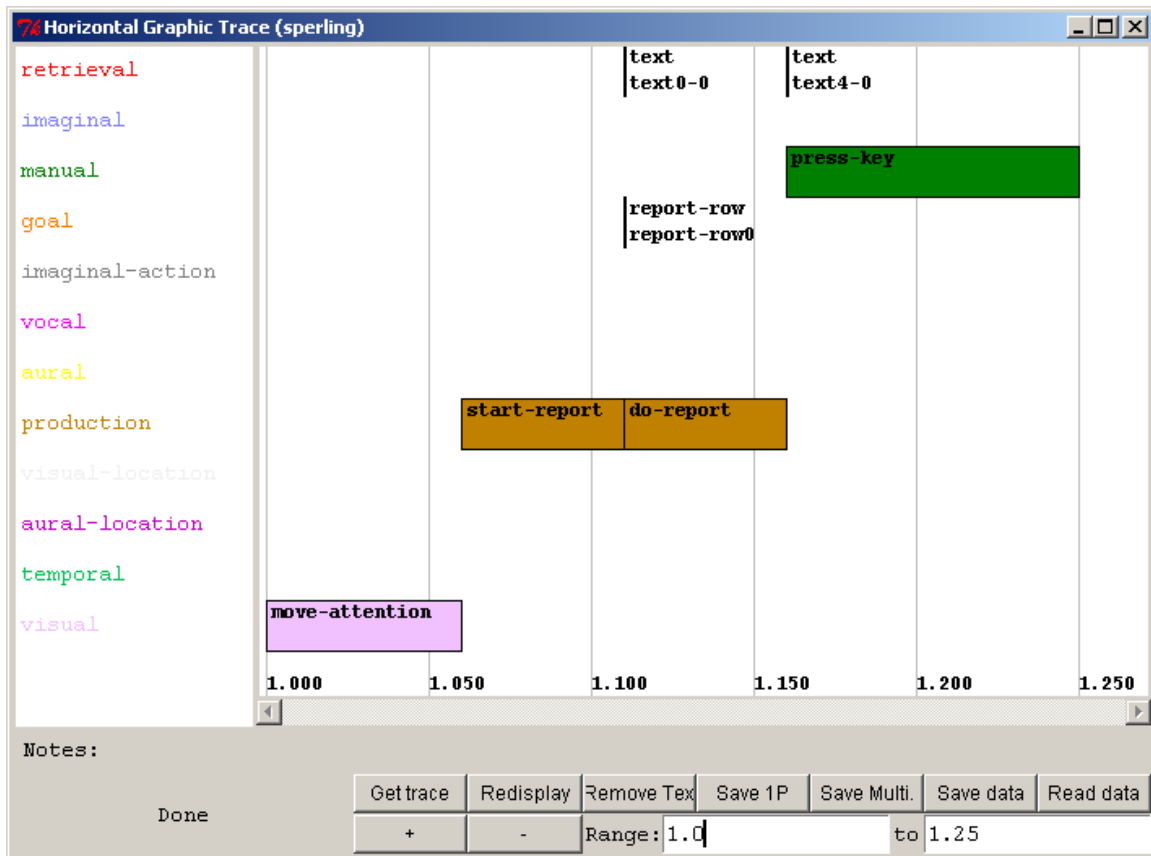 Horizontal Graphic Trace (sperling)
retrieval
text
text0-0
text
text4-0
imaginal
manual
press-key
goal
report-row
report-row0
imaginal-action
vocal
aural
production
start-report
do-report
visual-location
aural-location
temporal
visual
move-attention
1.000 1.050 1.100 1.150 1.200 1.250
Notes:
Done
Get trace Redisplay Remove Tex Save 1P Save Multi. Save data Read data
+ - Range: 1.0 to 1.25